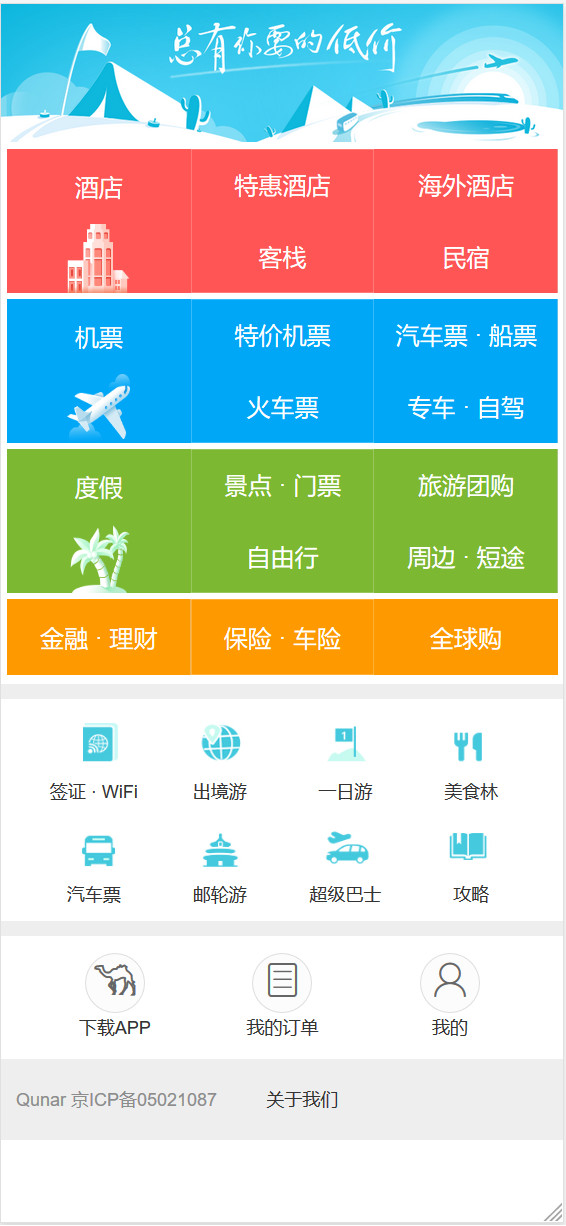 总有你要的低价
酒店
特惠酒店
海外酒店
客栈
民宿
机票
特价机票
汽车票 · 船票
火车票
专车 · 自驾
度假
景点 · 门票
旅游团购
自由行
周边 · 短途
金融 · 理财
保险 · 车险
全球购
1
签证 · WiFi
出境游
一日游
美食林
汽车票
邮轮游
超级巴士
攻略
下载APP
我的订单
我的
Qunar 京ICP备05021087 关于我们